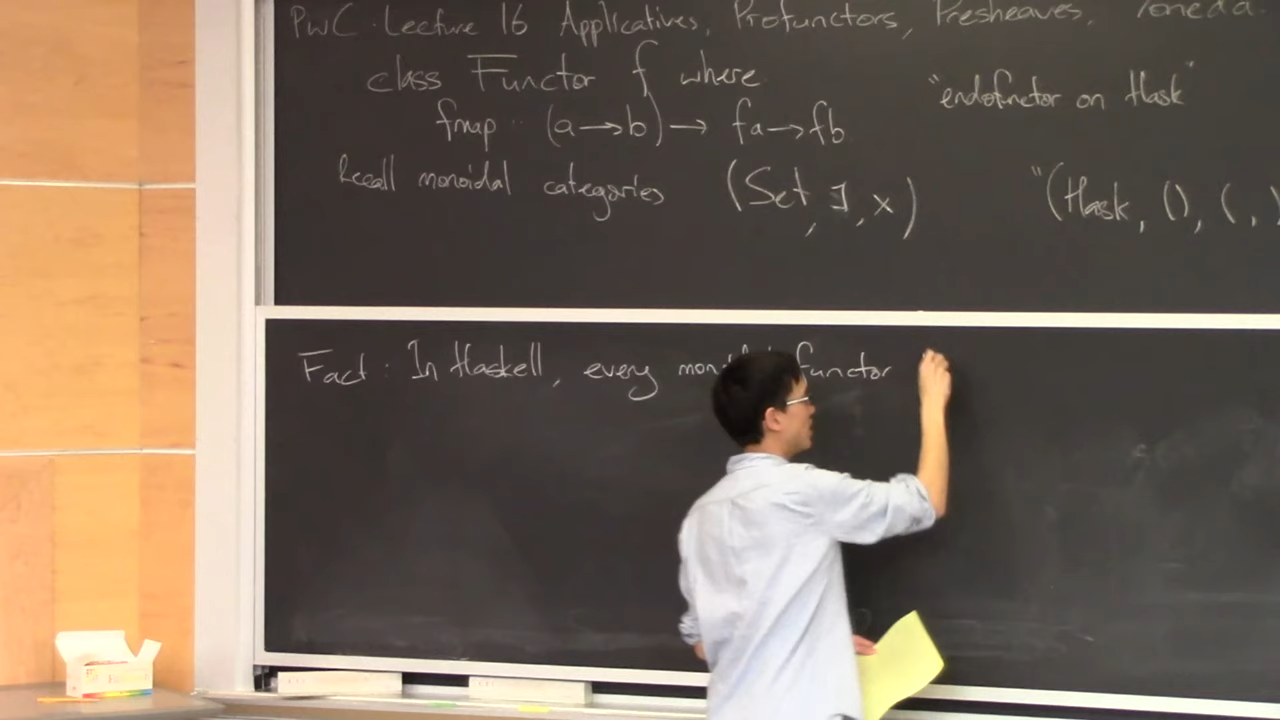 PwC. Lecture 16 Applicatives, Profunctors, Presheaves, Yoneda.
class Functor f where
"endofunctor on Hask"
fmap :: (a→b)→ fa→fb
Recall monoidal categories (Set, 1, ×) "(Hask, (), (,)
Fact: In Haskell, every functor